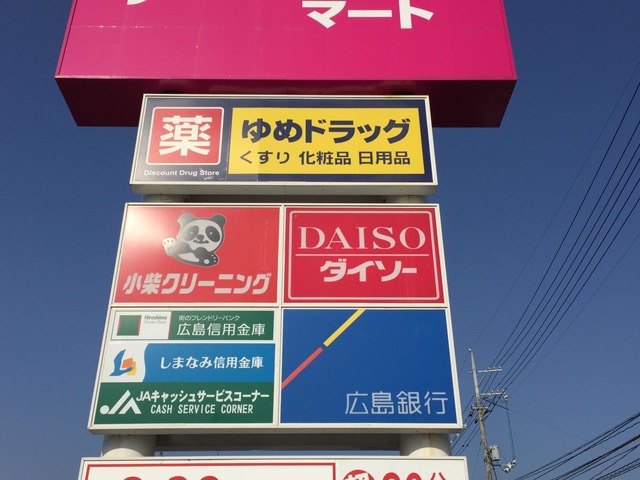 マート
薬
ゆめドラッグ
くすり 化粧品 日用品
Discount Drug Store
小柴クリーニング
DAISO
ダイソー
街のフレンドリーバンク
Hiroshima
広島信用金庫
しまなみ信用金庫
JAキャッシュサービスコーナー
JA CASH SERVICE CORNER
広島銀行